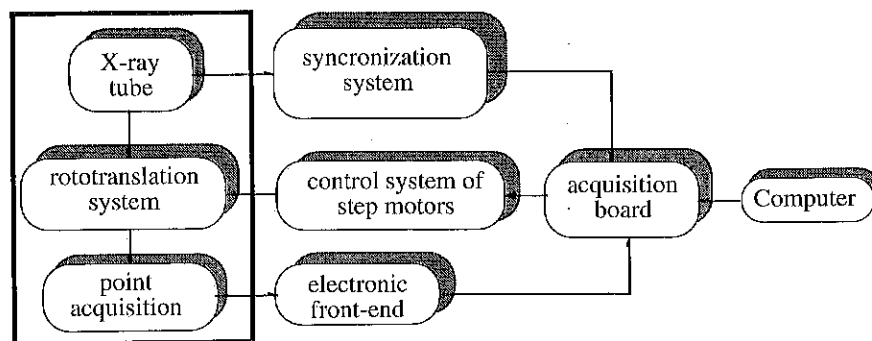 X-ray
tube
syncronization
system
rototranslation
system
control system of
step motors
acquisition
board
Computer
point
acquisition
electronic
front-end